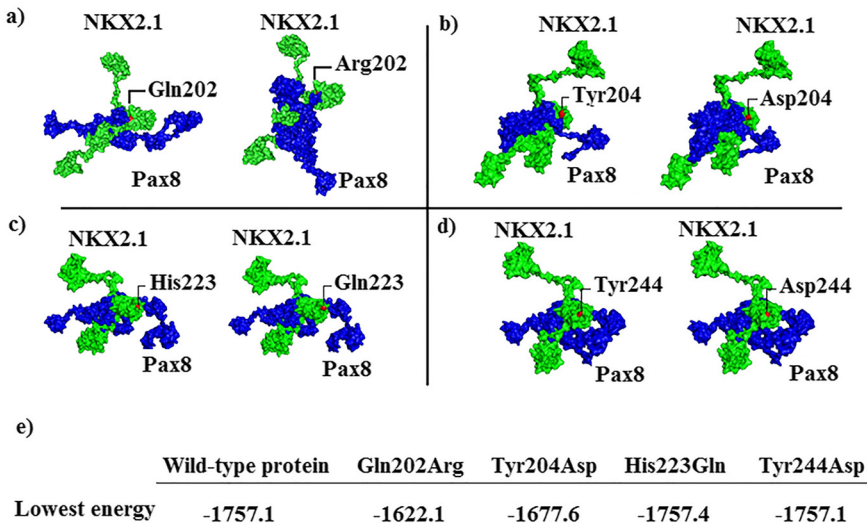 a)
NKX2.1
Gln202
Pax8
Arg202
Pax8
b)
NKX2.1
Tyr204
Pax8
NKX2.1
Asp204
Pax8
c)
NKX2.1
His223
Pax8
NKX2.1
Gln223
Pax8
d)
NKX2.1
Tyr244
Pax8
NKX2.1
Asp244
Pax8
e)
Wild-type protein Gln202Arg Tyr204Asp His223Gln Tyr244Asp
Lowest energy -1757.1 -1622.1 -1677.6 -1757.4 -1757.1